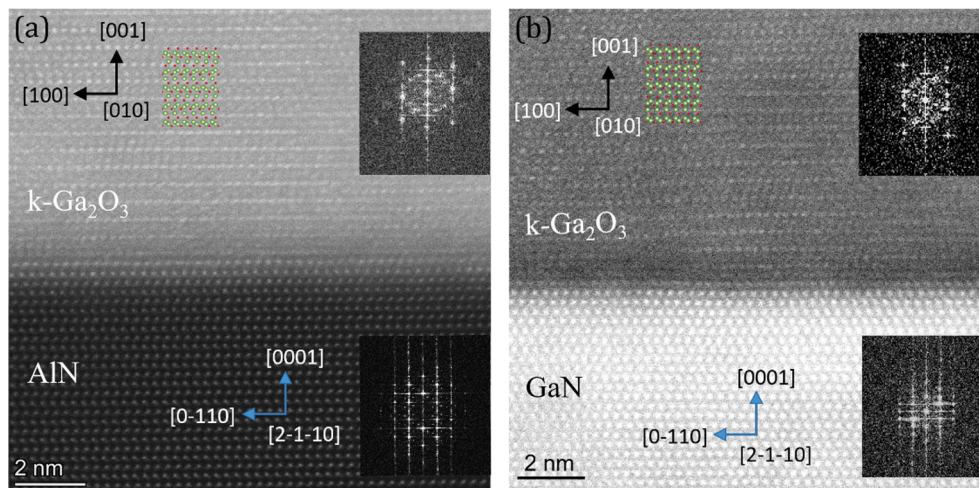 (a)
[001]
[100]
[010]
k-Ga₂O₃
AlN
[0001]
[0-110]
[2-1-10]
2 nm
(b)
[001]
[100]
[010]
k-Ga₂O₃
GaN
[0001]
[0-110]
[2-1-10]
2 nm